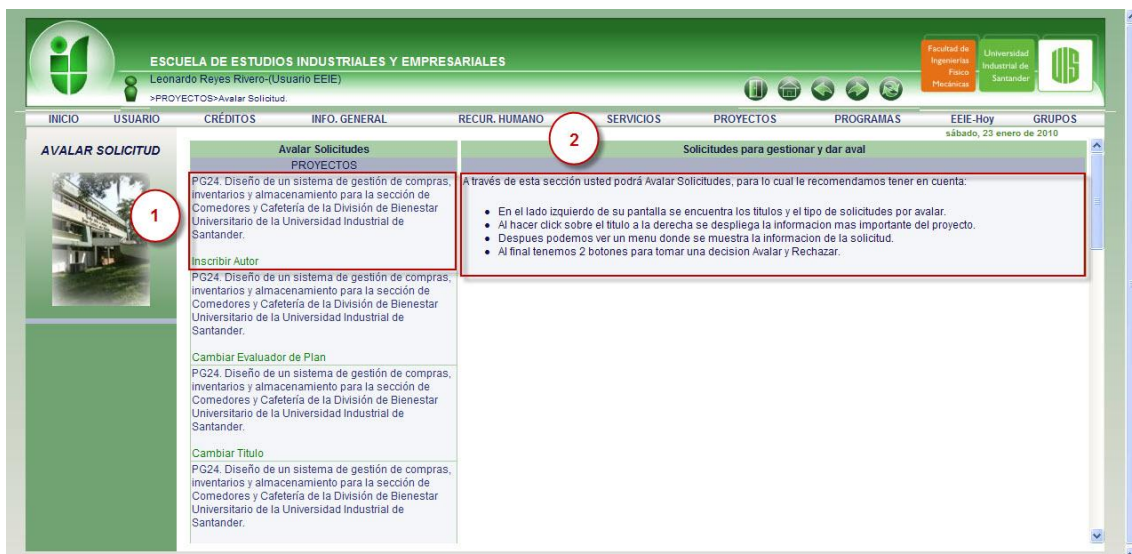 ESCUELA DE ESTUDIOS INDUSTRIALES Y EMPRESARIALES
Leonardo Reyes Rivero-(Usuario EEIE)
>PROYECTOS>Avalar Solicitud.
Facultad de
Ingenierías
Físico
Mecánicas
Universidad
Industrial de
Santander
UIS
INICIO USUARIO CRÉDITOS INFO. GENERAL RECUR. HUMANO SERVICIOS PROYECTOS PROGRAMAS EEIE-Hoy GRUPOS
sábado, 23 enero de 2010
AVALAR SOLICITUD
1
Avalar Solicitudes
PROYECTOS
PG24. Diseño de un sistema de gestión de compras,
inventarios y almacenamiento para la sección de
Comedores y Cafetería de la División de Bienestar
Universitario de la Universidad Industrial de
Santander.
Inscribir Autor
PG24. Diseño de un sistema de gestión de compras,
inventarios y almacenamiento para la sección de
Comedores y Cafetería de la División de Bienestar
Universitario de la Universidad Industrial de
Santander.
Cambiar Evaluador de Plan
PG24. Diseño de un sistema de gestión de compras,
inventarios y almacenamiento para la sección de
Comedores y Cafetería de la División de Bienestar
Universitario de la Universidad Industrial de
Santander.
Cambiar Titulo
PG24. Diseño de un sistema de gestión de compras,
inventarios y almacenamiento para la sección de
Comedores y Cafetería de la División de Bienestar
Universitario de la Universidad Industrial de
Santander.
2
Solicitudes para gestionar y dar aval
A través de esta sección usted podrá Avalar Solicitudes, para lo cual le recomendamos tener en cuenta:
• En el lado izquierdo de su pantalla se encuentra los titulos y el tipo de solicitudes por avalar.
• Al hacer click sobre el titulo a la derecha se despliega la informacion mas importante del proyecto.
• Despues podemos ver un menu donde se muestra la informacion de la solicitud.
• Al final tenemos 2 botones para tomar una decision Avalar y Rechazar.